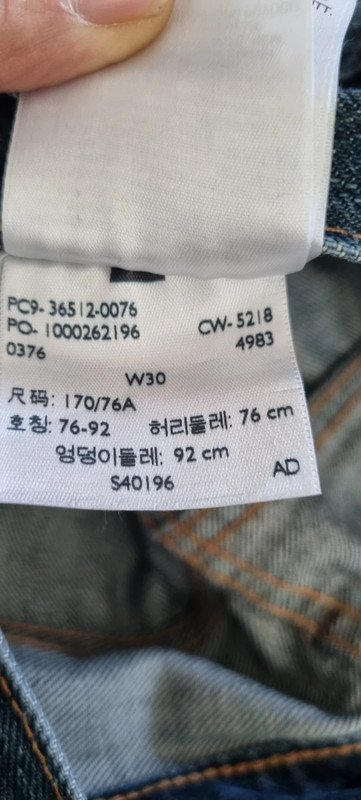 TT.
PC9- 36512-0076
PO- 1000262196 CW- 5218
0376 4983
W30
尺码: 170/76A
호칭: 76-92 허리둘레: 76 cm
엉덩이둘레: 92 cm
S40196 AD